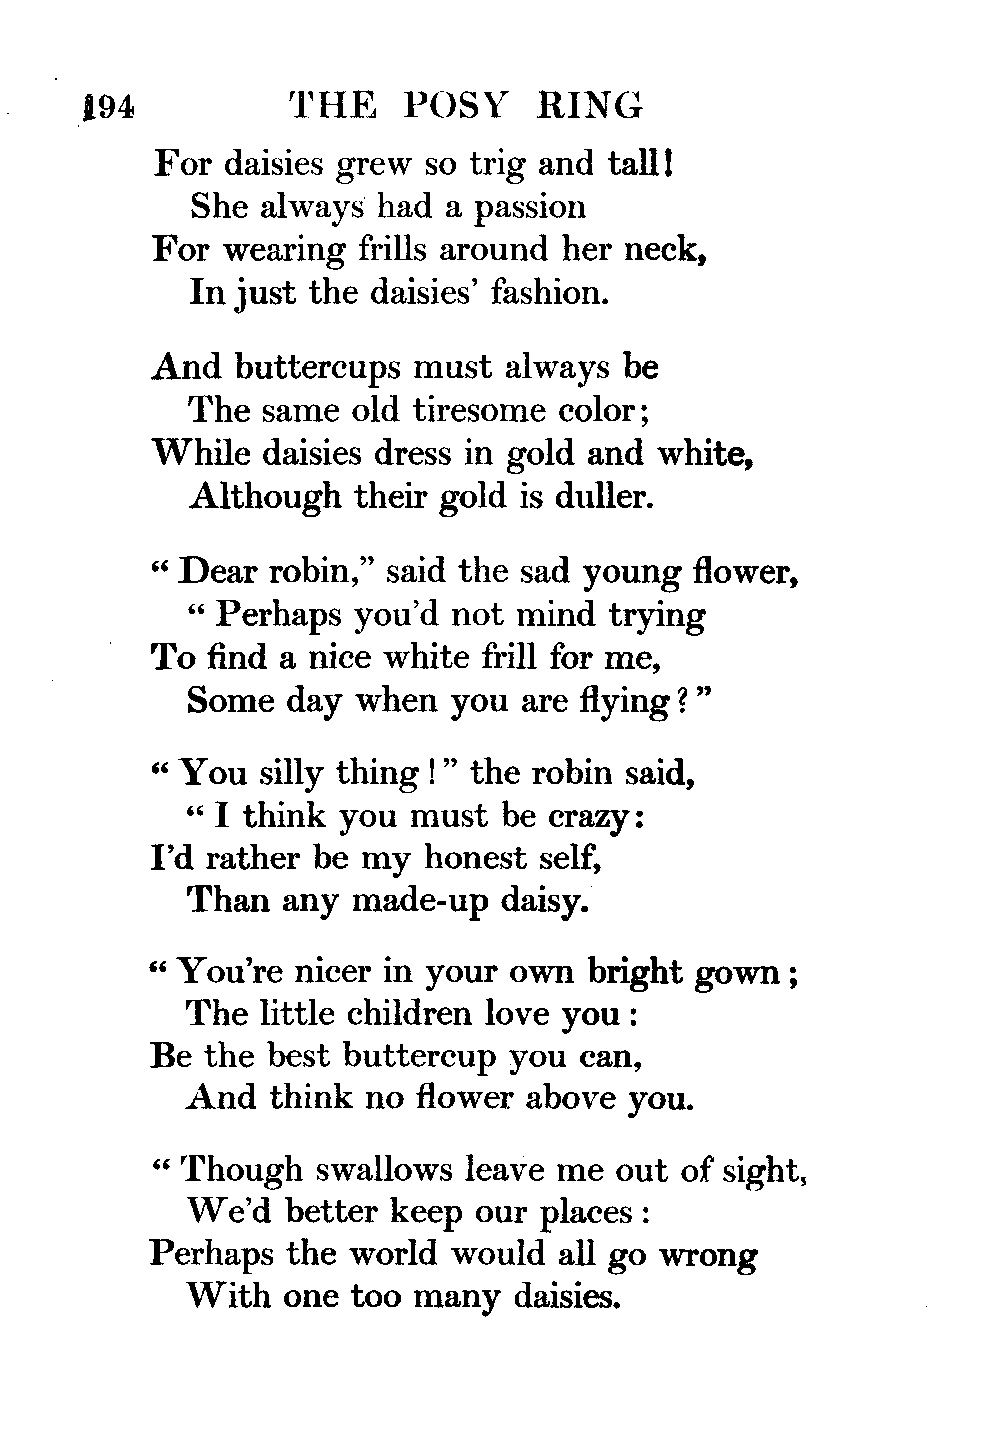 194 THE POSY RING
For daisies grew so trig and tall!
She always had a passion
For wearing frills around her neck,
In just the daisies' fashion.
And buttercups must always be
The same old tiresome color;
While daisies dress in gold and white,
Although their gold is duller.
“ Dear robin,” said the sad young flower,
“ Perhaps you'd not mind trying
To find a nice white frill for me,
Some day when you are flying? ”
“ You silly thing ! ” the robin said,
“ I think you must be crazy:
I'd rather be my honest self,
Than any made-up daisy.
“ You're nicer in your own bright gown ;
The little children love you :
Be the best buttercup you can,
And think no flower above you.
“ Though swallows leave me out of sight,
We'd better keep our places :
Perhaps the world would all go wrong
With one too many daisies.